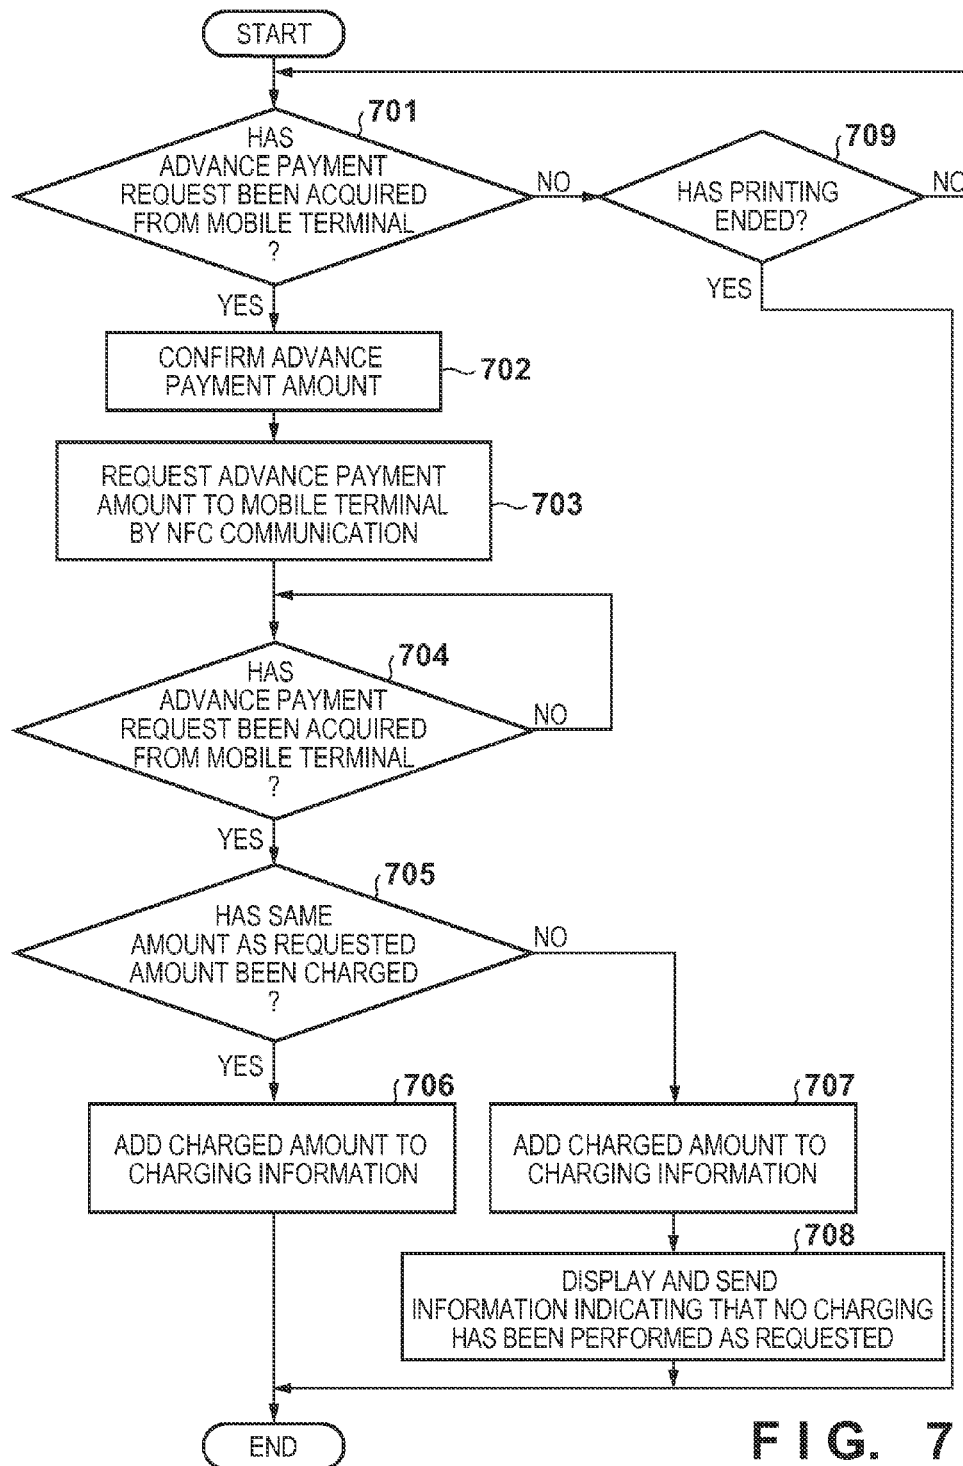 START
701
HAS
ADVANCE PAYMENT
REQUEST BEEN ACQUIRED
FROM MOBILE TERMINAL
?
NO
709
HAS PRINTING
ENDED?
NO
YES
YES
CONFIRM ADVANCE
PAYMENT AMOUNT
702
REQUEST ADVANCE PAYMENT
AMOUNT TO MOBILE TERMINAL
BY NFC COMMUNICATION
703
704
HAS
ADVANCE PAYMENT
REQUEST BEEN ACQUIRED
FROM MOBILE TERMINAL
?
NO
YES
705
HAS SAME
AMOUNT AS REQUESTED
AMOUNT BEEN CHARGED
?
NO
YES
706
ADD CHARGED AMOUNT TO
CHARGING INFORMATION
707
ADD CHARGED AMOUNT TO
CHARGING INFORMATION
708
DISPLAY AND SEND
INFORMATION INDICATING THAT NO CHARGING
HAS BEEN PERFORMED AS REQUESTED
END
FIG. 7